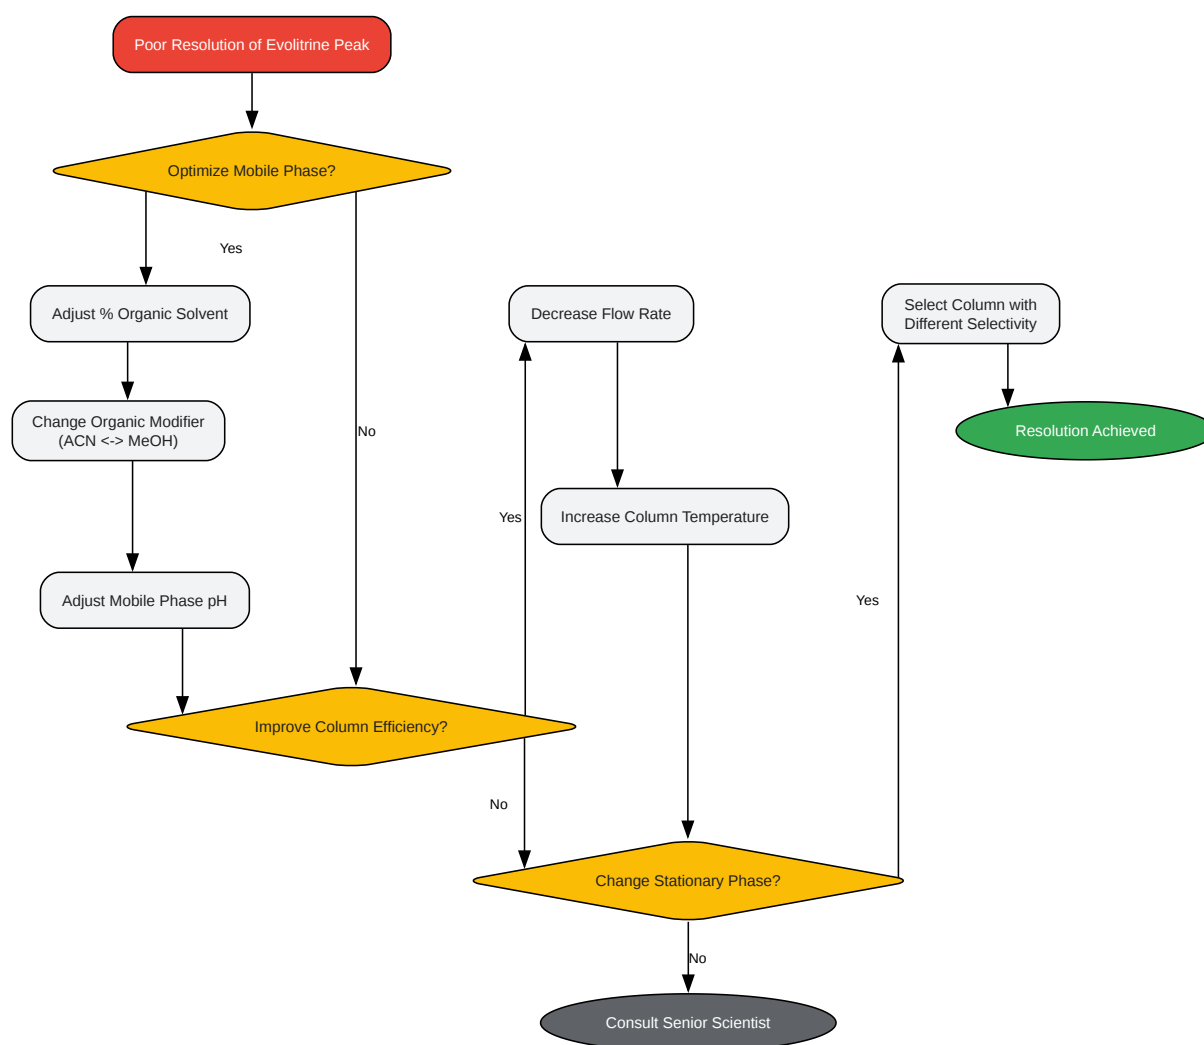 Poor Resolution of Evolitrine Peak
Optimize Mobile Phase?
Yes
Adjust % Organic Solvent
Change Organic Modifier
(ACN <-> MeOH)
No
Adjust Mobile Phase pH
Improve Column Efficiency?
Yes
Decrease Flow Rate
Increase Column Temperature
No
Change Stationary Phase?
Yes
Select Column with
Different Selectivity
Resolution Achieved
No
Consult Senior Scientist